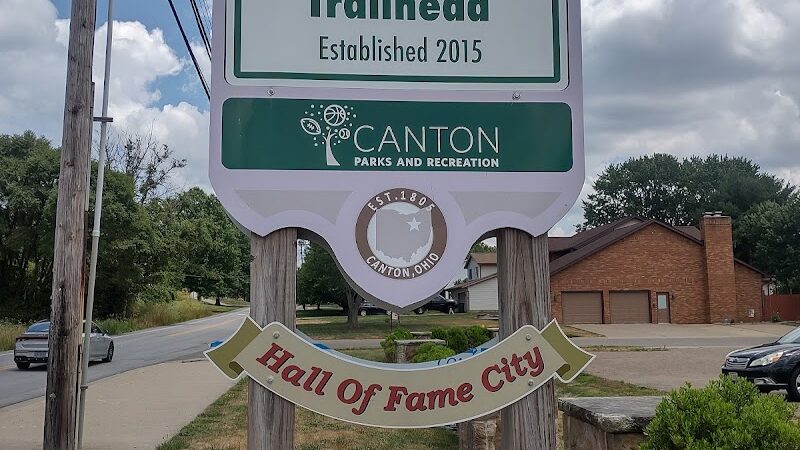 Trailhead
Established 2015
CANTON
PARKS AND RECREATION
EST. 1805
CANTON, OHIO
Hall Of Fame City